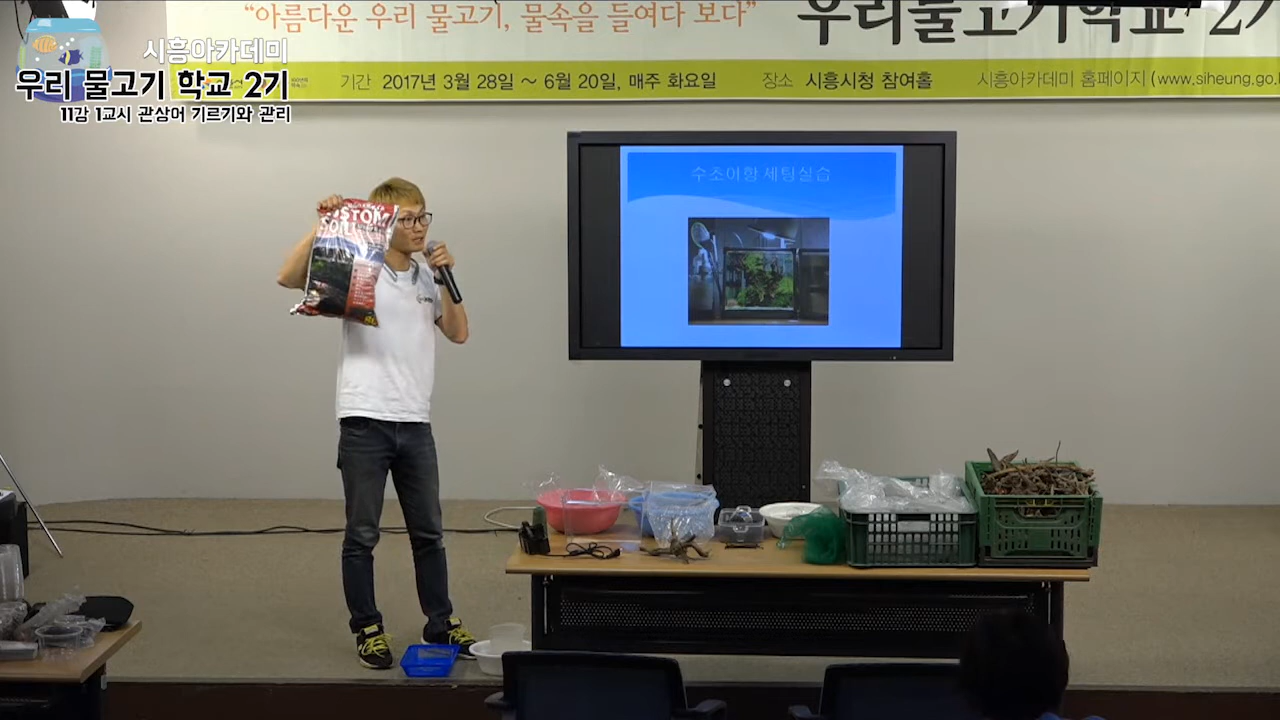 “아름다운 우리 물고기, 물속을 들여다 보다”
우리물고기학교 2기
시흥아카데미
우리 물고기 학교 2기
11강 1교시 관상어 기르기와 관리
기간 2017년 3월 28일 ~ 6월 20일, 매주 화요일
장소 시흥시청 참여홀
시흥아카데미 홈페이지 (www.siheung.go.k
수초어항 세팅실습
CUSTOM
SOIL